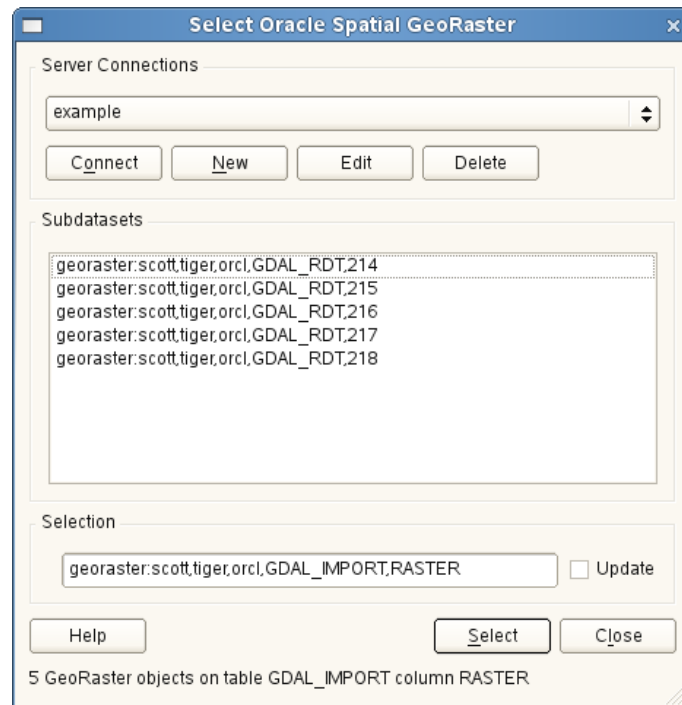 Select Oracle Spatial GeoRaster
Server Connections
example
Connect New Edit Delete
Subdatasets
georaster:scott,tiger,orcl,GDAL_RDT,214
georaster:scott,tiger,orcl,GDAL_RDT,215
georaster:scott,tiger,orcl,GDAL_RDT,216
georaster:scott,tiger,orcl,GDAL_RDT,217
georaster:scott,tiger,orcl,GDAL_RDT,218
Selection
georaster:scott,tiger,orcl,GDAL_IMPORT,RASTER Update
Help Select Close
5 GeoRaster objects on table GDAL_IMPORT column RASTER